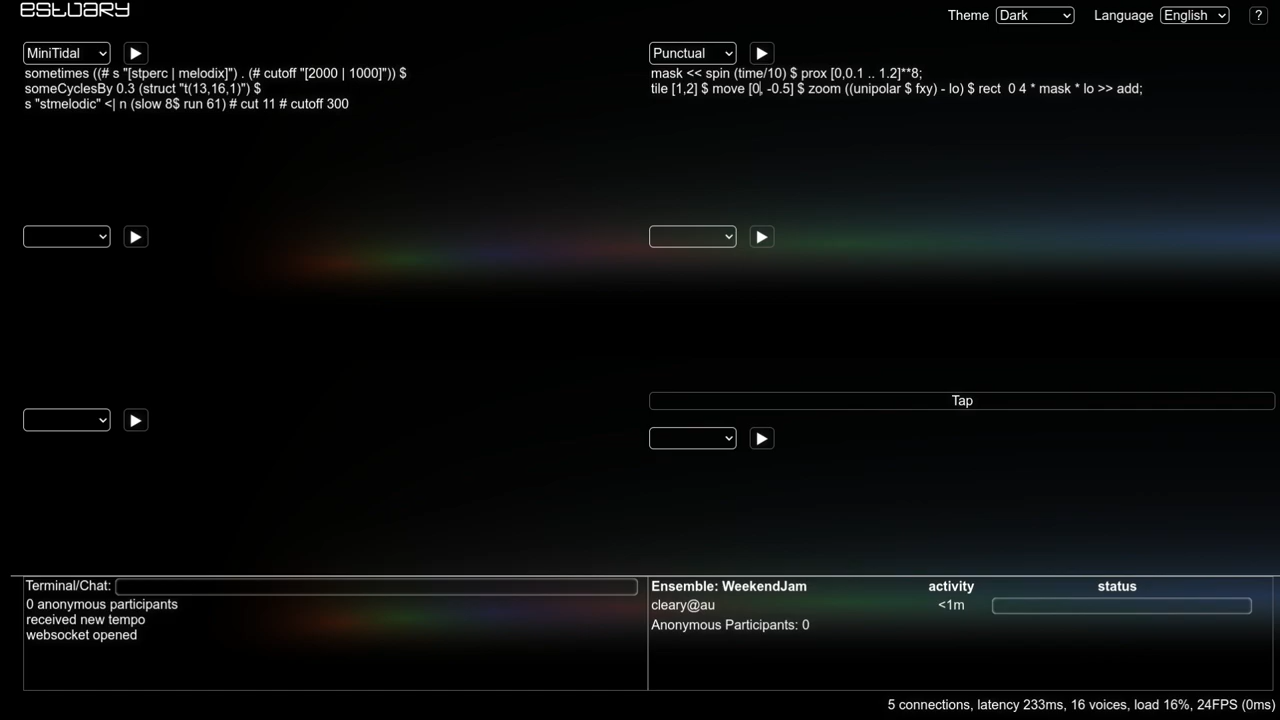 estuary
Theme Dark Language English ?
MiniTidal
sometimes ((# s "[stperc | melodix]") . (# cutoff "[2000 | 1000]")) $
someCyclesBy 0.3 (struct "t(13,16,1)") $
s "stmelodic" <| n (slow 8$ run 61) # cut 11 # cutoff 300
Punctual
mask << spin (time/10) $ prox [0,0.1 .. 1.2]**8;
tile [1,2] $ move [0, -0.5] $ zoom ((unipolar $ fxy) - lo) $ rect  0 4 * mask * lo >> add;
Tap
Terminal/Chat:
0 anonymous participants
received new tempo
websocket opened
Ensemble: WeekendJam activity status
cleary@au <1m
Anonymous Participants: 0
5 connections, latency 233ms, 16 voices, load 16%, 24FPS (0ms)